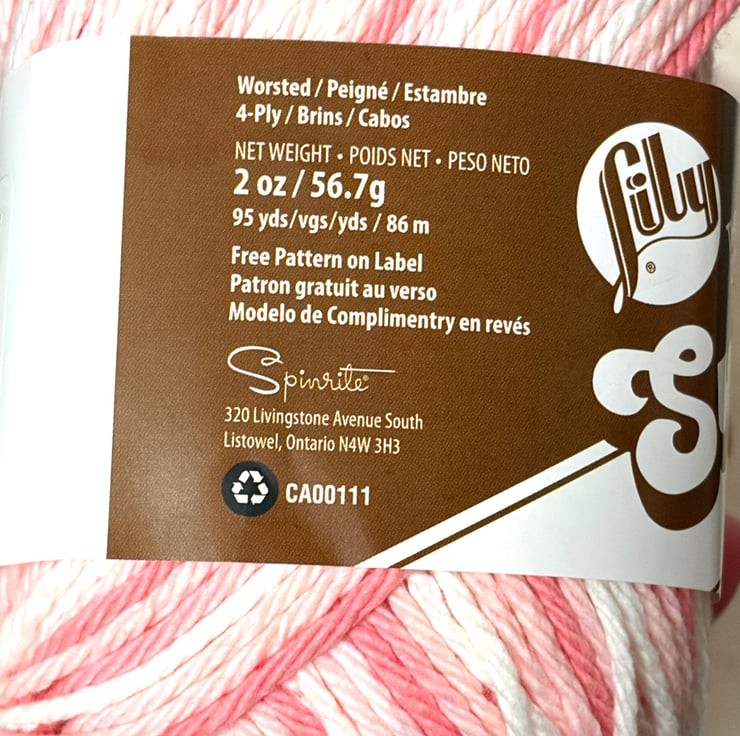 Worsted / Peigné / Estambre
4-Ply / Brins / Cabos
NET WEIGHT • POIDS NET • PESO NETO
2 oz / 56.7g
95 yds/vgs/yds / 86 m
Free Pattern on Label
Patron gratuit au verso
Modelo de Complimentry en revés
Spinrite®
320 Livingstone Avenue South
Listowel, Ontario N4W 3H3
CA00111
lily
®
S